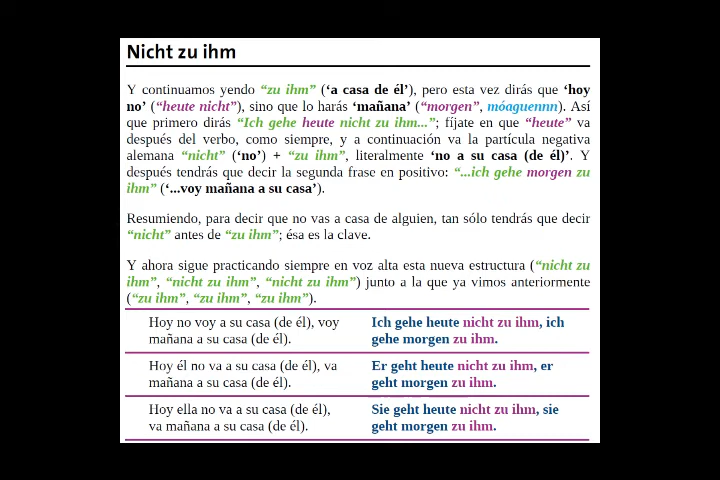 Nicht zu ihm
Y continuamos yendo “zu ihm” (‘a casa de él’), pero esta vez dirás que ‘hoy
no’ (“heute nicht”), sino que lo harás ‘mañana’ (“morgen”, móaguennn). Así
que primero dirás “Ich gehe heute nicht zu ihm...”; fíjate en que “heute” va
después del verbo, como siempre, y a continuación va la partícula negativa
alemana “nicht” (‘no’) + “zu ihm”, literalmente ‘no a su casa (de él)’. Y
después tendrás que decir la segunda frase en positivo: “...ich gehe morgen zu
ihm” (‘...voy mañana a su casa’).
Resumiendo, para decir que no vas a casa de alguien, tan sólo tendrás que decir
“nicht” antes de “zu ihm”; ésa es la clave.
Y ahora sigue practicando siempre en voz alta esta nueva estructura (“nicht zu
ihm”, “nicht zu ihm”, “nicht zu ihm”) junto a la que ya vimos anteriormente
(“zu ihm”, “zu ihm”, “zu ihm”).
Hoy no voy a su casa (de él), voy
mañana a su casa (de él).
Ich gehe heute nicht zu ihm, ich
gehe morgen zu ihm.
Hoy él no va a su casa (de él), va
mañana a su casa (de él).
Er geht heute nicht zu ihm, er
geht morgen zu ihm.
Hoy ella no va a su casa (de él),
va mañana a su casa (de él).
Sie geht heute nicht zu ihm, sie
geht morgen zu ihm.